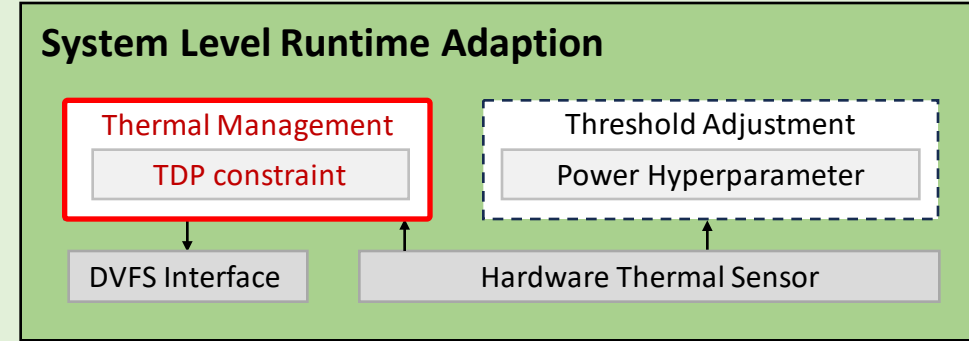 System Level Runtime Adaption
Thermal Management
TDP constraint
Threshold Adjustment
Power Hyperparameter
DVFS Interface
Hardware Thermal Sensor